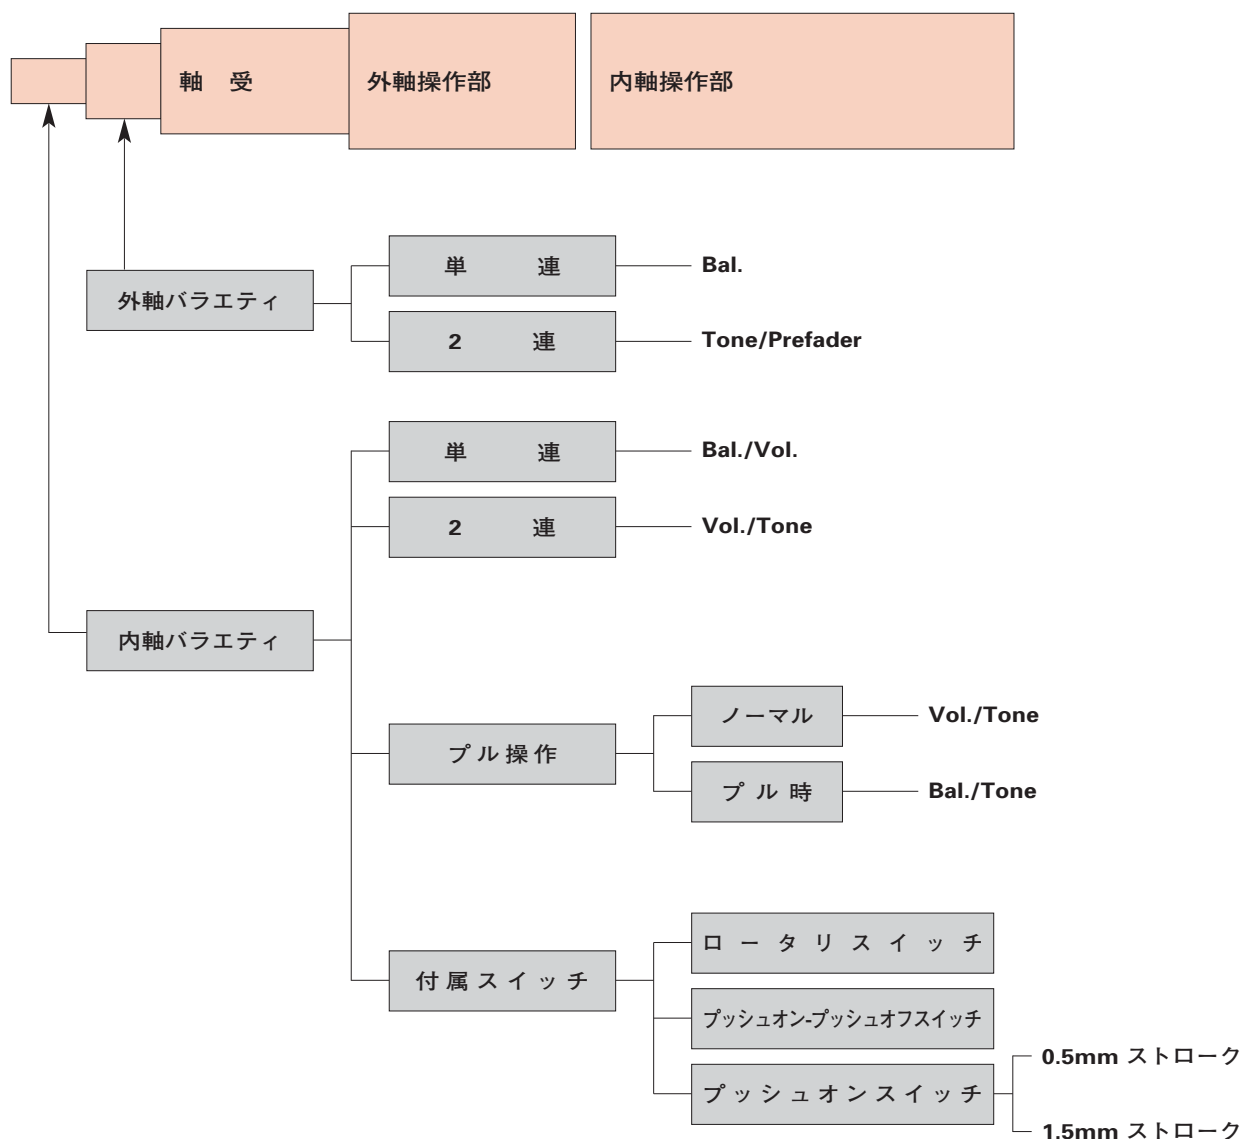 軸 受
外軸操作部
内軸操作部
外軸バラエティ
単 連
Bal.
2 連
Tone/Prefader
単 連
Bal./Vol.
2 連
Vol./Tone
内軸バラエティ
プル操作
ノーマル
Vol./Tone
プル時
Bal./Tone
付属スイッチ
ロータリスイッチ
プッシュオン-プッシュオフスイッチ
プッシュオンスイッチ
0.5mm ストローク
1.5mm ストローク